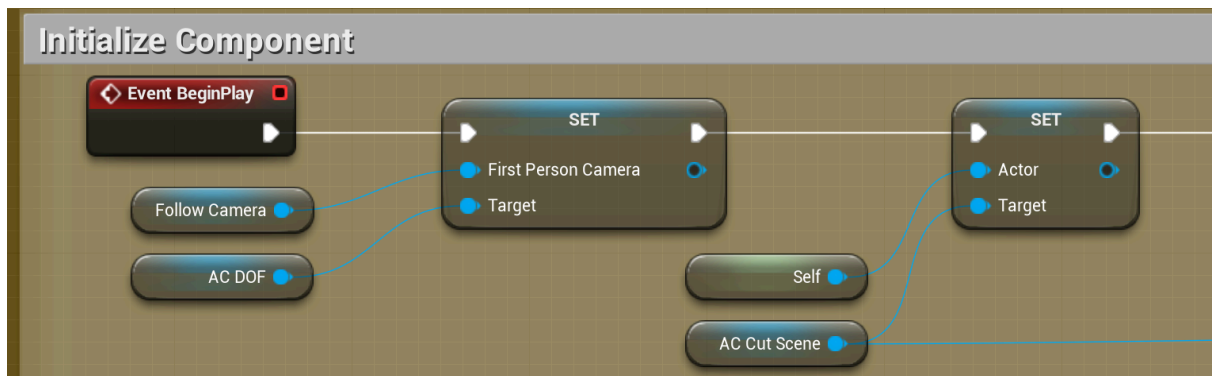 Initialize Component
Event BeginPlay
SET
First Person Camera
Target
Follow Camera
AC DOF
SET
Actor
Target
Self
AC Cut Scene